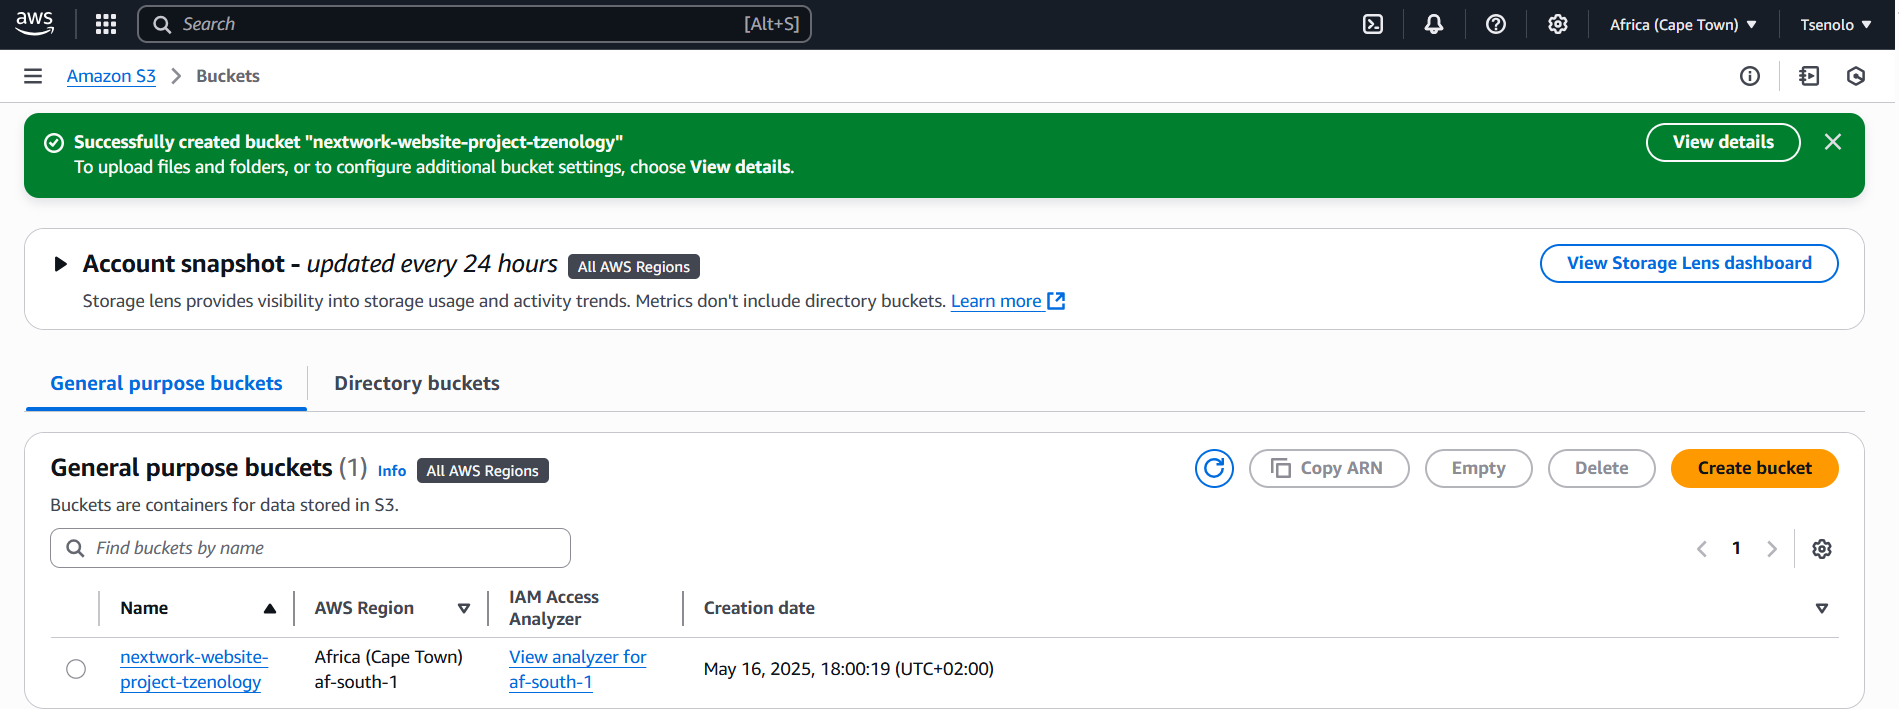 aws
Search [Alt+S]
Africa (Cape Town)
Tsenolo
Amazon S3
Buckets
Successfully created bucket "nextwork-website-project-tzenology"
To upload files and folders, or to configure additional bucket settings, choose View details.
View details
Account snapshot - updated every 24 hours
All AWS Regions
View Storage Lens dashboard
Storage lens provides visibility into storage usage and activity trends. Metrics don't include directory buckets. Learn more
General purpose buckets
Directory buckets
General purpose buckets (1)
Info
All AWS Regions
Copy ARN
Empty
Delete
Create bucket
Buckets are containers for data stored in S3.
Find buckets by name
1
Name
AWS Region
IAM Access
Analyzer
Creation date
nextwork-website-
project-tzenology
Africa (Cape Town)
af-south-1
View analyzer for
af-south-1
May 16, 2025, 18:00:19 (UTC+02:00)